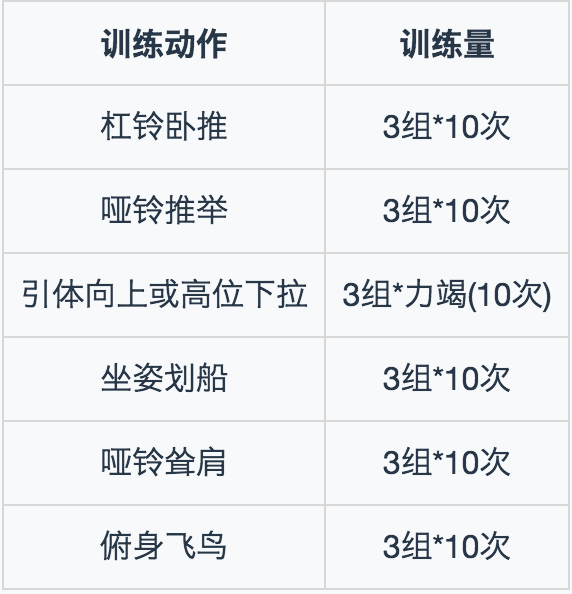 训练动作 训练量
杠铃卧推 3组*10次
哑铃推举 3组*10次
引体向上或高位下拉 3组*力竭(10次)
坐姿划船 3组*10次
哑铃耸肩 3组*10次
俯身飞鸟 3组*10次